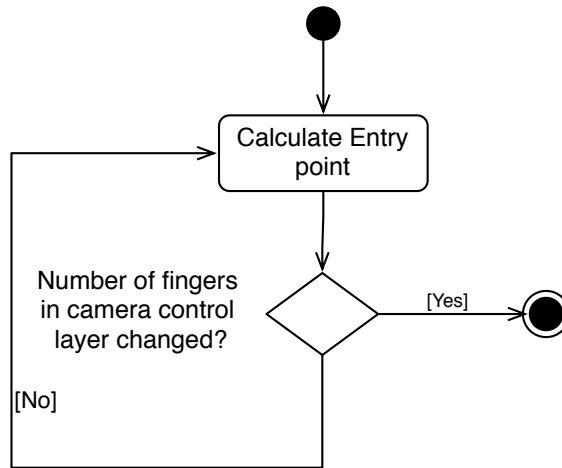 Calculate Entry
point
Number of fingers
in camera control
layer changed?
[Yes]
[No]